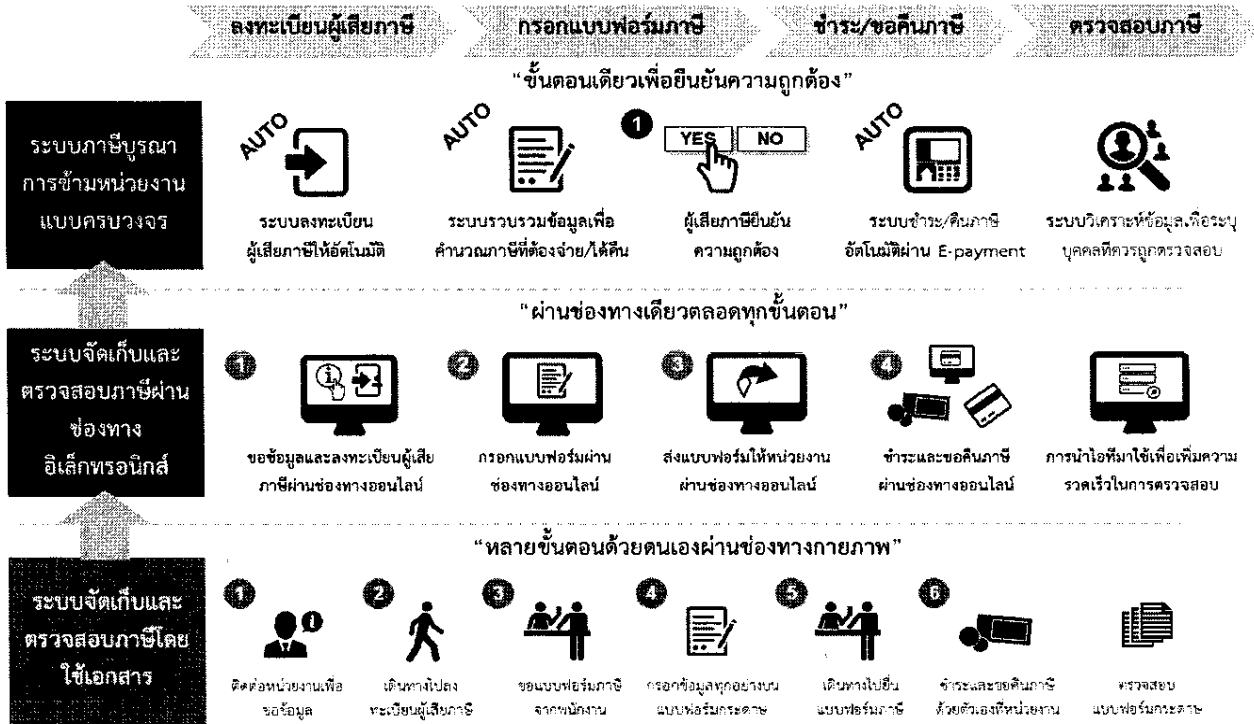 ลงทะเบียนผู้เสียภาษี
กรอกแบบฟอร์มภาษี
ชำระ/ขอคืนภาษี
ตรวจสอบภาษี
“ขั้นตอนเดียวเพื่อยืนยันความถูกต้อง”
ระบบภาษีบูรณา
การข้ามหน่วยงาน
แบบครบวงจร
AUTO
ระบบลงทะเบียน
ผู้เสียภาษีให้อัตโนมัติ
AUTO
ระบบรวบรวมข้อมูลเพื่อ
คำนวณภาษีที่ต้องจ่าย/ได้คืน
1
YES NO
ผู้เสียภาษียืนยัน
ความถูกต้อง
AUTO
ระบบชำระ/คืนภาษี
อัตโนมัติผ่าน E-payment
ระบบวิเคราะห์ข้อมูลเพื่อระบุ
บุคคลที่ควรถูกตรวจสอบ
“ผ่านช่องทางเดียวตลอดทุกขั้นตอน”
ระบบจัดเก็บและ
ตรวจสอบภาษีผ่าน
ช่องทาง
อิเล็กทรอนิกส์
1
ขอข้อมูลและลงทะเบียนผู้เสีย
ภาษีผ่านช่องทางออนไลน์
2
กรอกแบบฟอร์มผ่าน
ช่องทางออนไลน์
3
ส่งแบบฟอร์มให้หน่วยงาน
ผ่านช่องทางออนไลน์
4
ชำระและขอคืนภาษี
ผ่านช่องทางออนไลน์
การนำไอทีมาใช้เพื่อเพิ่มความ
รวดเร็วในการตรวจสอบ
“หลายขั้นตอนด้วยตนเองผ่านช่องทางกายภาพ”
ระบบจัดเก็บและ
ตรวจสอบภาษีโดย
ใช้เอกสาร
1
ติดต่อหน่วยงานเพื่อ
ขอข้อมูล
2
เดินทางไปลง
ทะเบียนผู้เสียภาษี
3
ขอแบบฟอร์มภาษี
จากพนักงาน
4
กรอกข้อมูลทุกอย่างบน
แบบฟอร์มกระดาษ
5
เดินทางไปยื่น
แบบฟอร์มภาษี
6
ชำระและขอคืนภาษี
ด้วยตัวเองที่หน่วยงาน
ตรวจสอบ
แบบฟอร์มกระดาษ